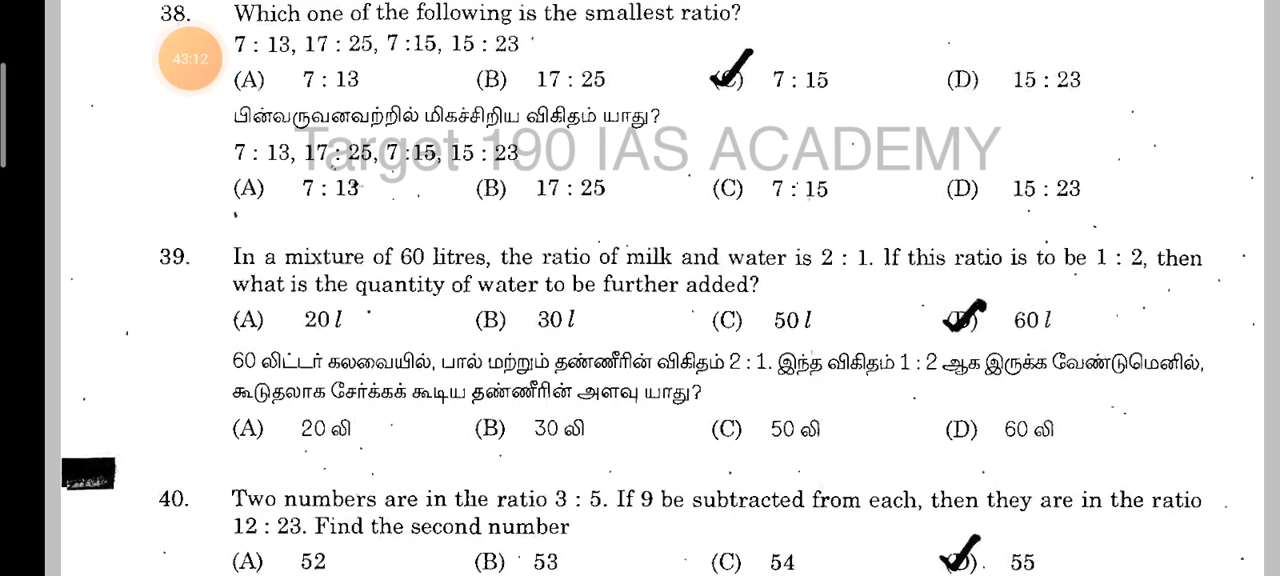 38. Which one of the following is the smallest ratio?
7 : 13, 17 : 25, 7 :15, 15 : 23
43:12
(A) 7 : 13 (B) 17 : 25 (C) 7 : 15 (D) 15 : 23
பின்வருவனவற்றில் மிகச்சிறிய விகிதம் யாது?
Target 190 IAS ACADEMY
7 : 13, 17 : 25, 7 :15, 15 : 23
(A) 7 : 13 (B) 17 : 25 (C) 7 : 15 (D) 15 : 23
39. In a mixture of 60 litres, the ratio of milk and water is 2 : 1. If this ratio is to be 1 : 2, then
what is the quantity of water to be further added?
(A) 20 l (B) 30 l (C) 50 l (D) 60 l
60 லிட்டர் கலவையில், பால் மற்றும் தண்ணீரின் விகிதம் 2 : 1. இந்த விகிதம் 1 : 2 ஆக இருக்க வேண்டுமெனில்,
கூடுதலாக சேர்க்கக் கூடிய தண்ணீரின் அளவு யாது?
(A) 20 லி (B) 30 லி (C) 50 லி (D) 60 லி
40. Two numbers are in the ratio 3 : 5. If 9 be subtracted from each, then they are in the ratio
12 : 23. Find the second number
(A) 52 (B) 53 (C) 54 (D) 55